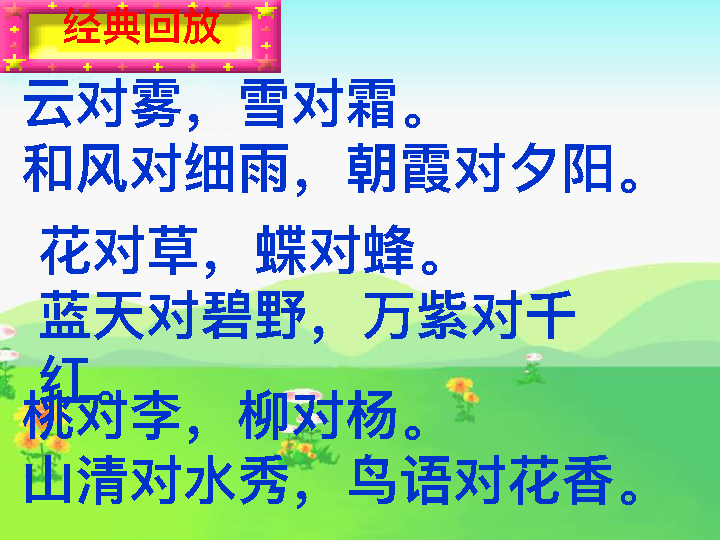 经典回放
云对雾，雪对霜。
和风对细雨，朝霞对夕阳。
花对草，蝶对蜂。
蓝天对碧野，万紫对千
红。
桃对李，柳对杨。
山清对水秀，鸟语对花香。